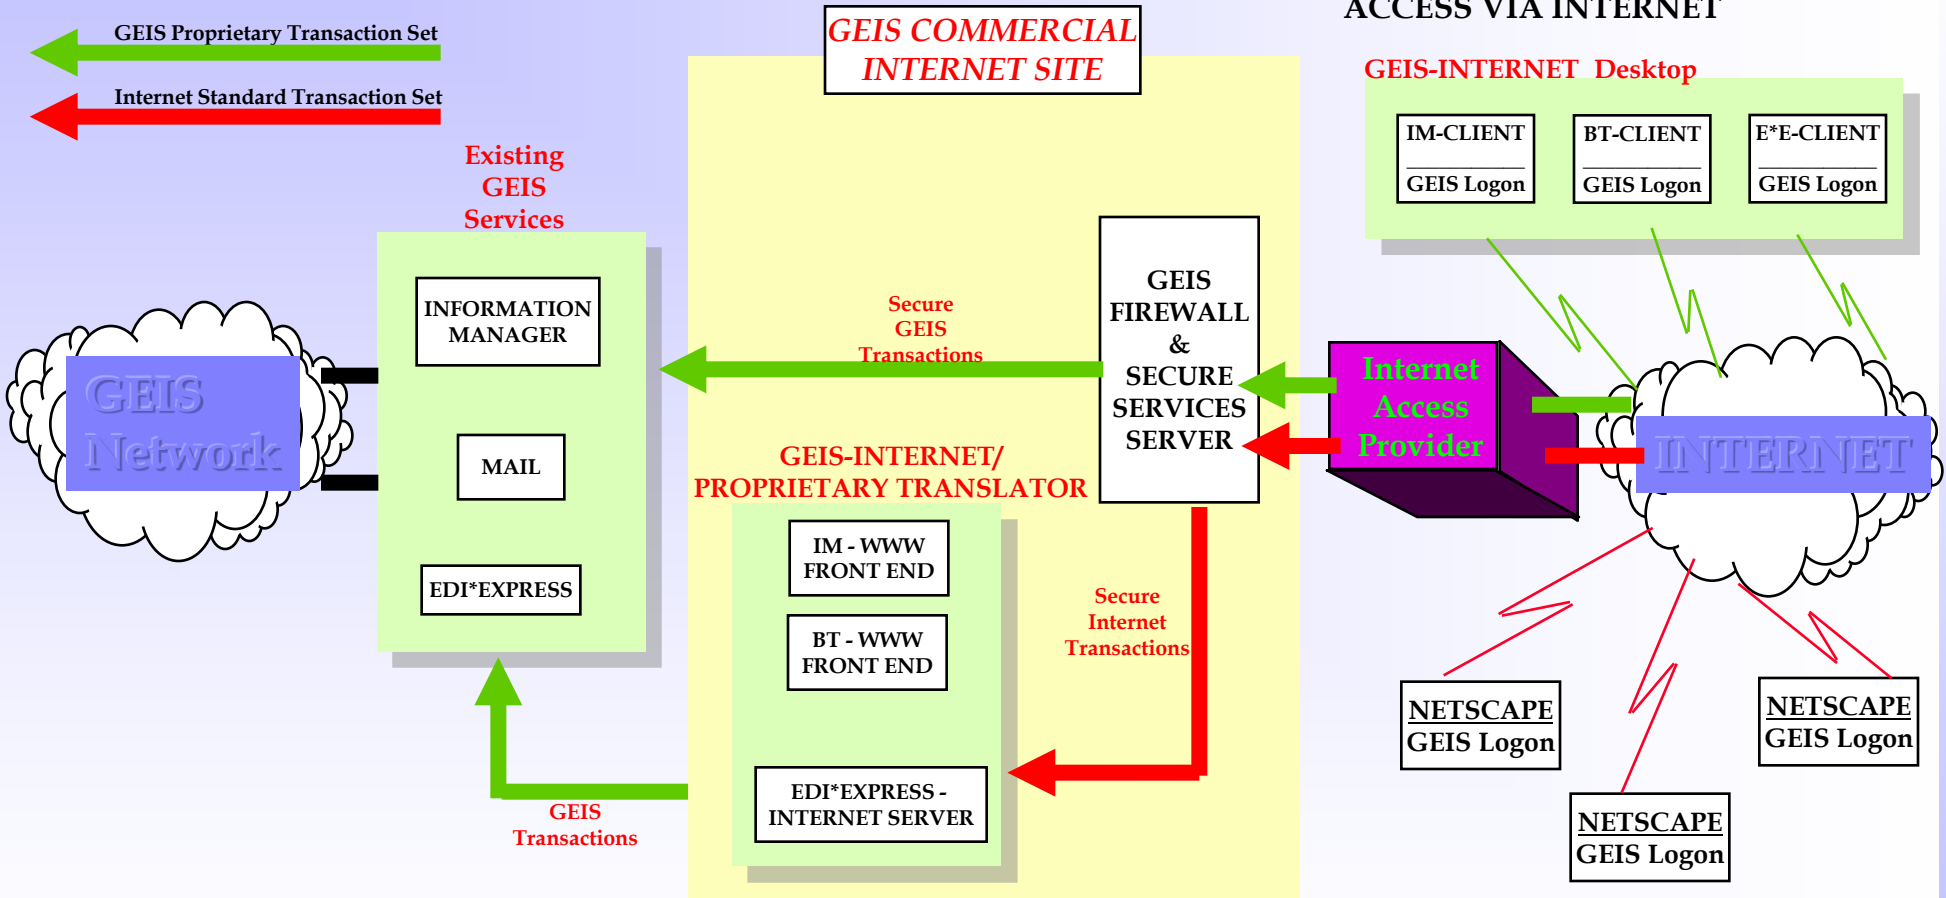 GEIS Proprietary Transaction Set
Internet Standard Transaction Set
GEIS COMMERCIAL
INTERNET SITE
ACCESS VIA INTERNET
GEIS-INTERNET Desktop
IM-CLIENT
GEIS Logon
BT-CLIENT
GEIS Logon
E*E-CLIENT
GEIS Logon
Existing
GEIS
Services
INFORMATION
MANAGER
MAIL
EDI*EXPRESS
GEIS
Network
Secure
GEIS
Transactions
GEIS
FIREWALL
&
SECURE
SERVICES
SERVER
Internet
Access
Provider
INTERNET
GEIS-INTERNET/
PROPRIETARY TRANSLATOR
IM - WWW
FRONT END
BT - WWW
FRONT END
EDI*EXPRESS -
INTERNET SERVER
Secure
Internet
Transactions
GEIS
Transactions
NETSCAPE
GEIS Logon
NETSCAPE
GEIS Logon
NETSCAPE
GEIS Logon